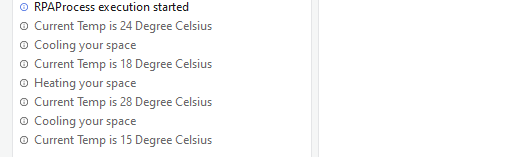 RPAProcess execution started
Current Temp is 24 Degree Celsius
Cooling your space
Current Temp is 18 Degree Celsius
Heating your space
Current Temp is 28 Degree Celsius
Cooling your space
Current Temp is 15 Degree Celsius